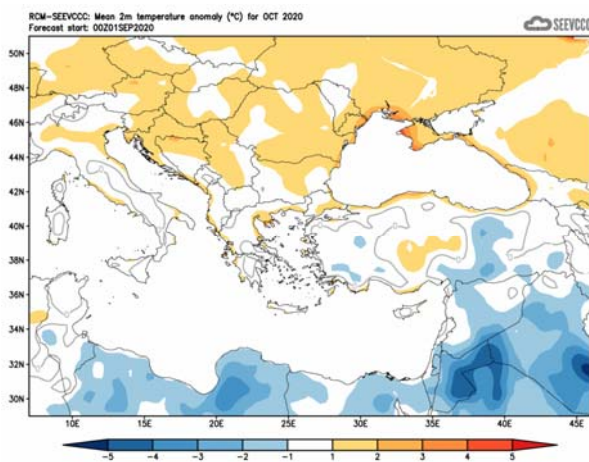 RCM-SEEVCCC: Mean 2m temperature anomaly (°C) for OCT 2020
Forecast start: 00Z01SEP2020
SEEVCCC
50N
48N
46N
44N
42N
40N
38N
36N
34N
32N
30N
10E 15E 20E 25E 30E 35E 40E 45E
-5 -4 -3 -2 -1 1 2 3 4 5